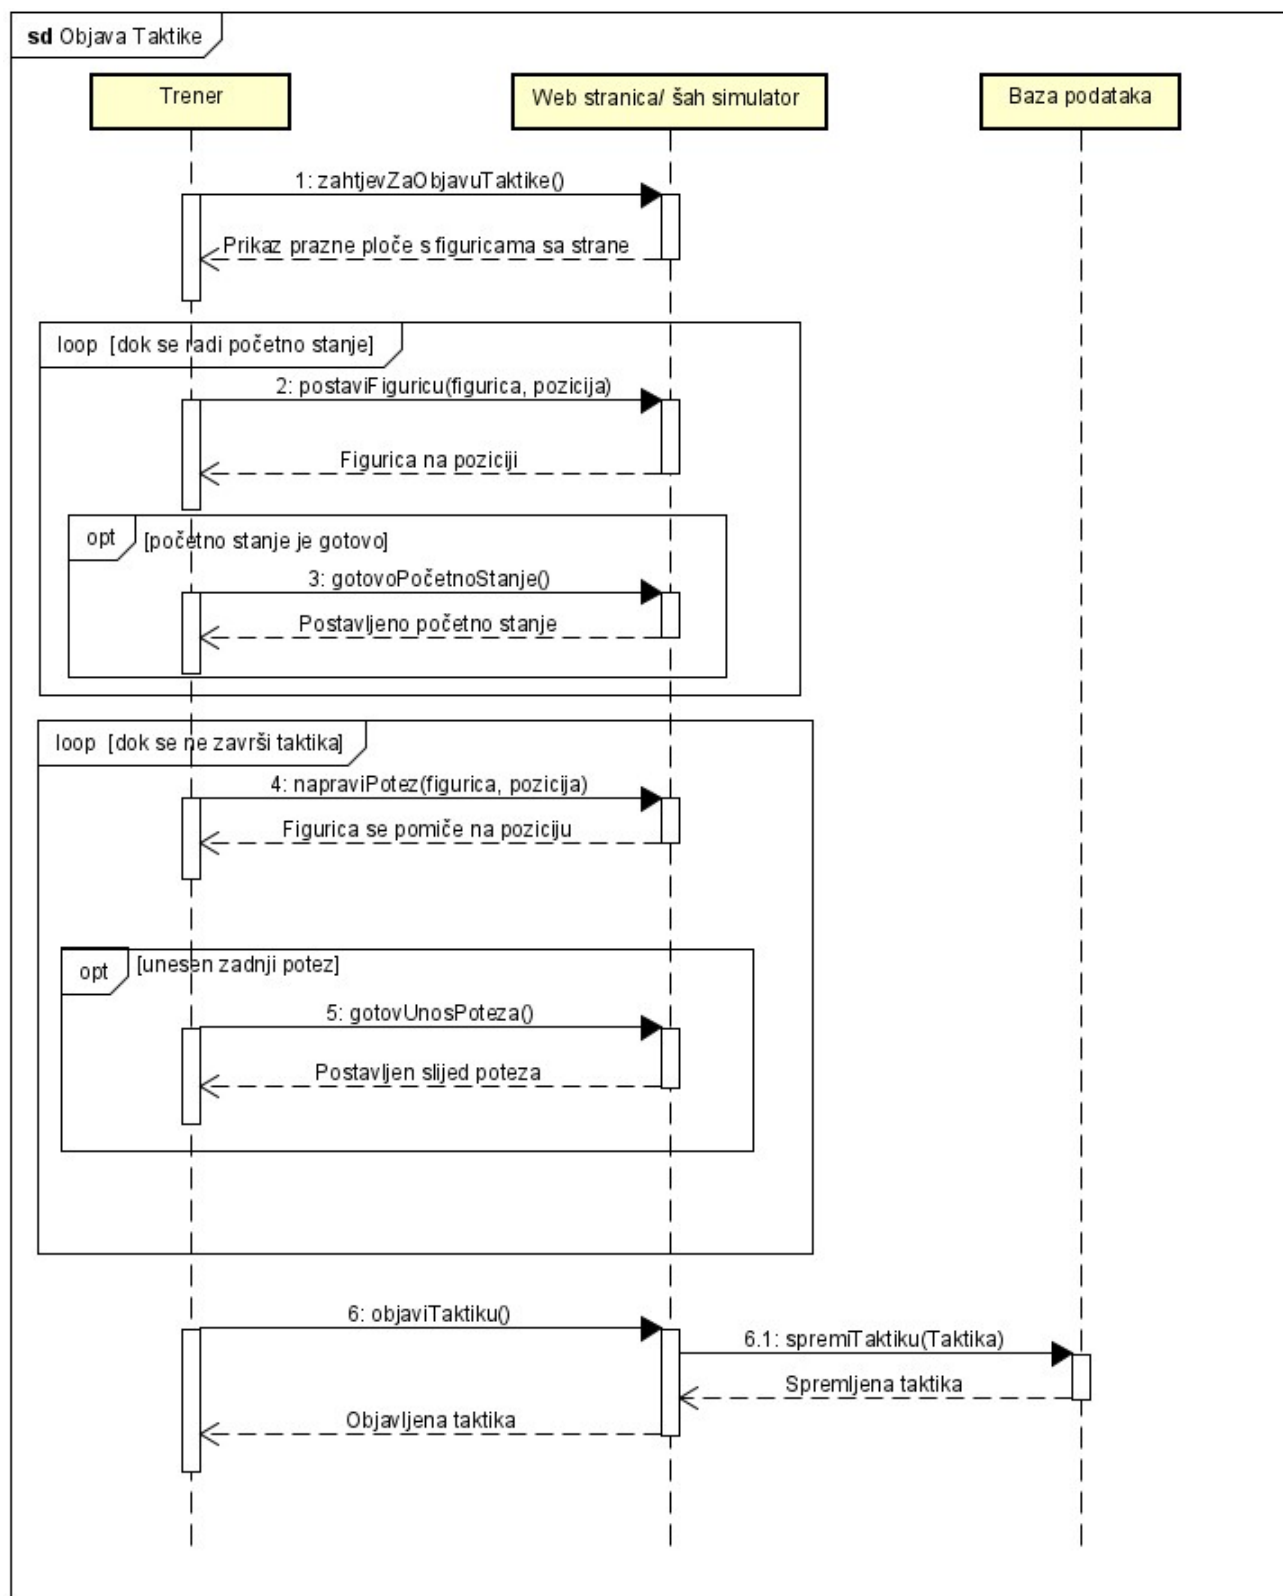 sd Objava Taktike
Trener
Web stranica/ šah simulator
Baza podataka
1: zahtjevZaObjavuTaktike()
Prikaz prazne ploče s figuricama sa strane
loop [dok se radi početno stanje]
2: postaviFiguricu(figurica, pozicija)
Figurica na poziciji
opt [početno stanje je gotovo]
3: gotovoPočetnoStanje()
Postavljeno početno stanje
loop [dok se ne završi taktika]
4: napraviPotez(figurica, pozicija)
Figurica se pomiče na poziciju
opt [unesen zadnji potez]
5: gotovUnosPoteza()
Postavljen slijed poteza
6: objaviTaktiku()
6.1: spremiTaktiku(Taktika)
Spremljena taktika
Objavljena taktika